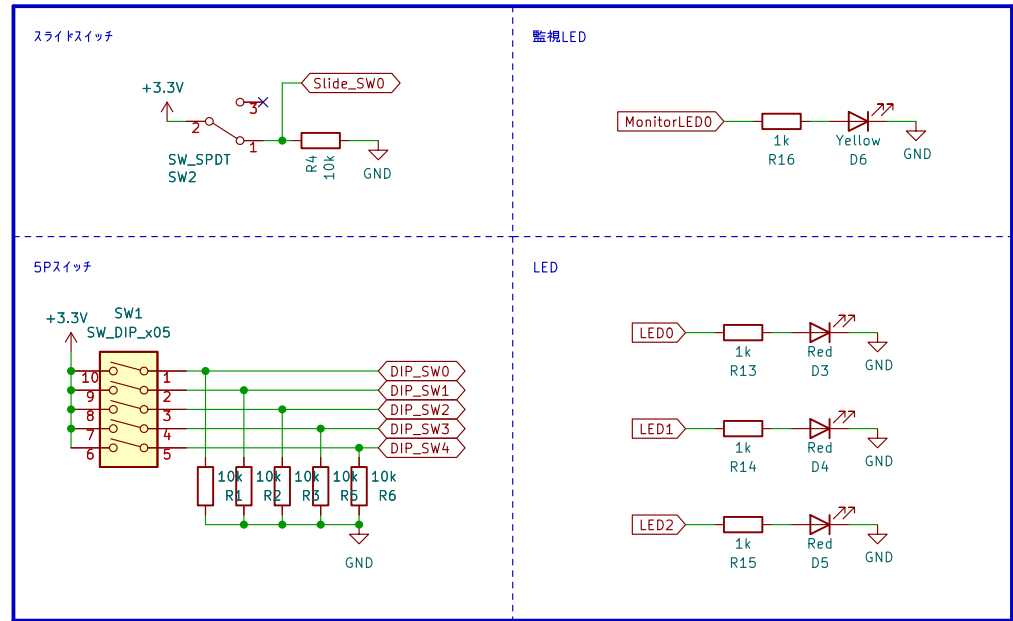 スライドスイッチ
+3.3V
2
3
1
Slide_SW0
SW_SPDT
SW2
R4
10k
GND
監視LED
MonitorLED0
1k
R16
Yellow
D6
GND
5Pスイッチ
+3.3V
SW1
SW_DIP_x05
10
1
9
2
8
3
7
4
6
5
DIP_SW0
DIP_SW1
DIP_SW2
DIP_SW3
DIP_SW4
10k
R1
10k
R2
10k
R3
10k
R5
10k
R6
GND
LED
LED0
1k
R13
Red
D3
GND
LED1
1k
R14
Red
D4
GND
LED2
1k
R15
Red
D5
GND